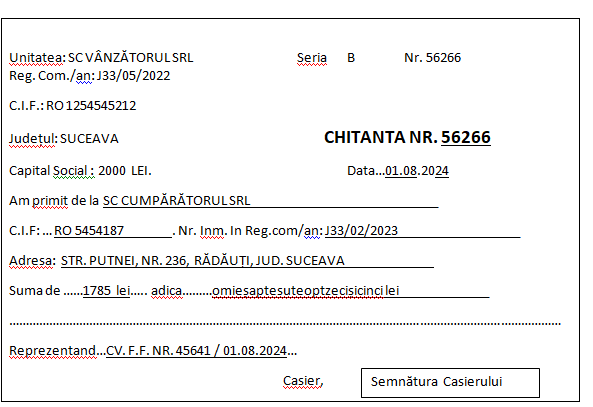 Unitatea: SC VÂNZĂTORUL SRL Seria B Nr. 56266
Reg. Com./an: J33/05/2022
C.I.F.: RO 1254545212
Județul: SUCEAVA CHITANTA NR. 56266
Capital Social : 2000 LEI. Data...01.08.2024
Am primit de la SC CUMPĂRĂTORUL SRL
C.I.F: ... RO 5454187 . Nr. Inm. In Reg.com/an: J33/02/2023
Adresa: STR. PUTNEI, NR. 236, RĂDĂUȚI, JUD. SUCEAVA
Suma de ......1785 lei..... adica.........omieșaptesuteoptzecisicinci lei
Reprezentand...CV. F.F. NR. 45641 / 01.08.2024...
Casier, Semnătura Casierului